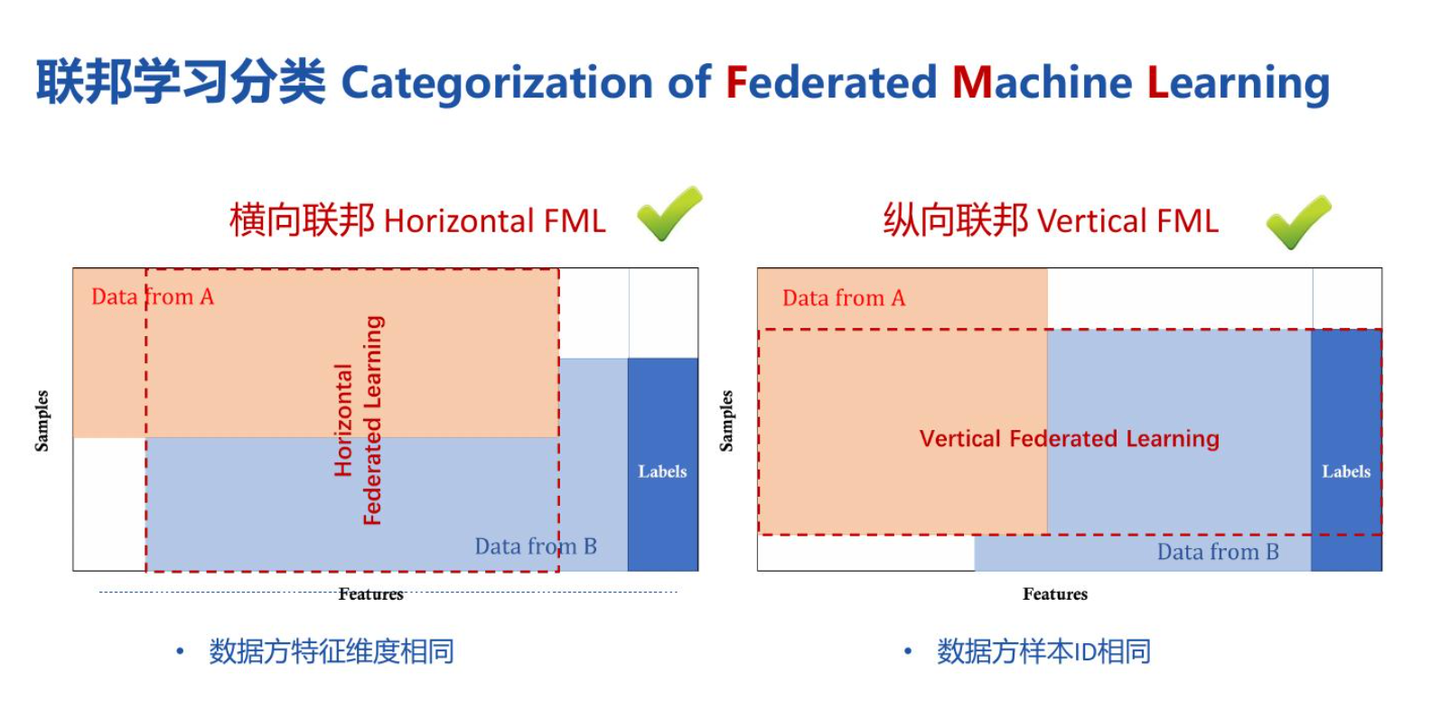 联邦学习分类 Categorization of Federated Machine Learning
横向联邦 Horizontal FML
Data from A
Horizontal
Federated Learning
Labels
Data from B
Samples
Features
• 数据方特征维度相同
纵向联邦 Vertical FML
Data from A
Vertical Federated Learning
Labels
Data from B
Samples
Features
• 数据方样本ID相同